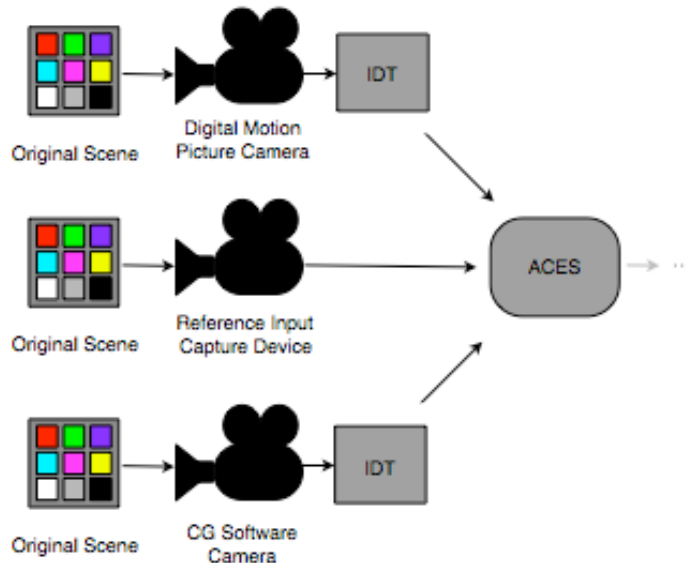 IDT
Digital Motion
Picture Camera
Original Scene
ACES
..
Reference Input
Capture Device
Original Scene
IDT
CG Software
Camera
Original Scene